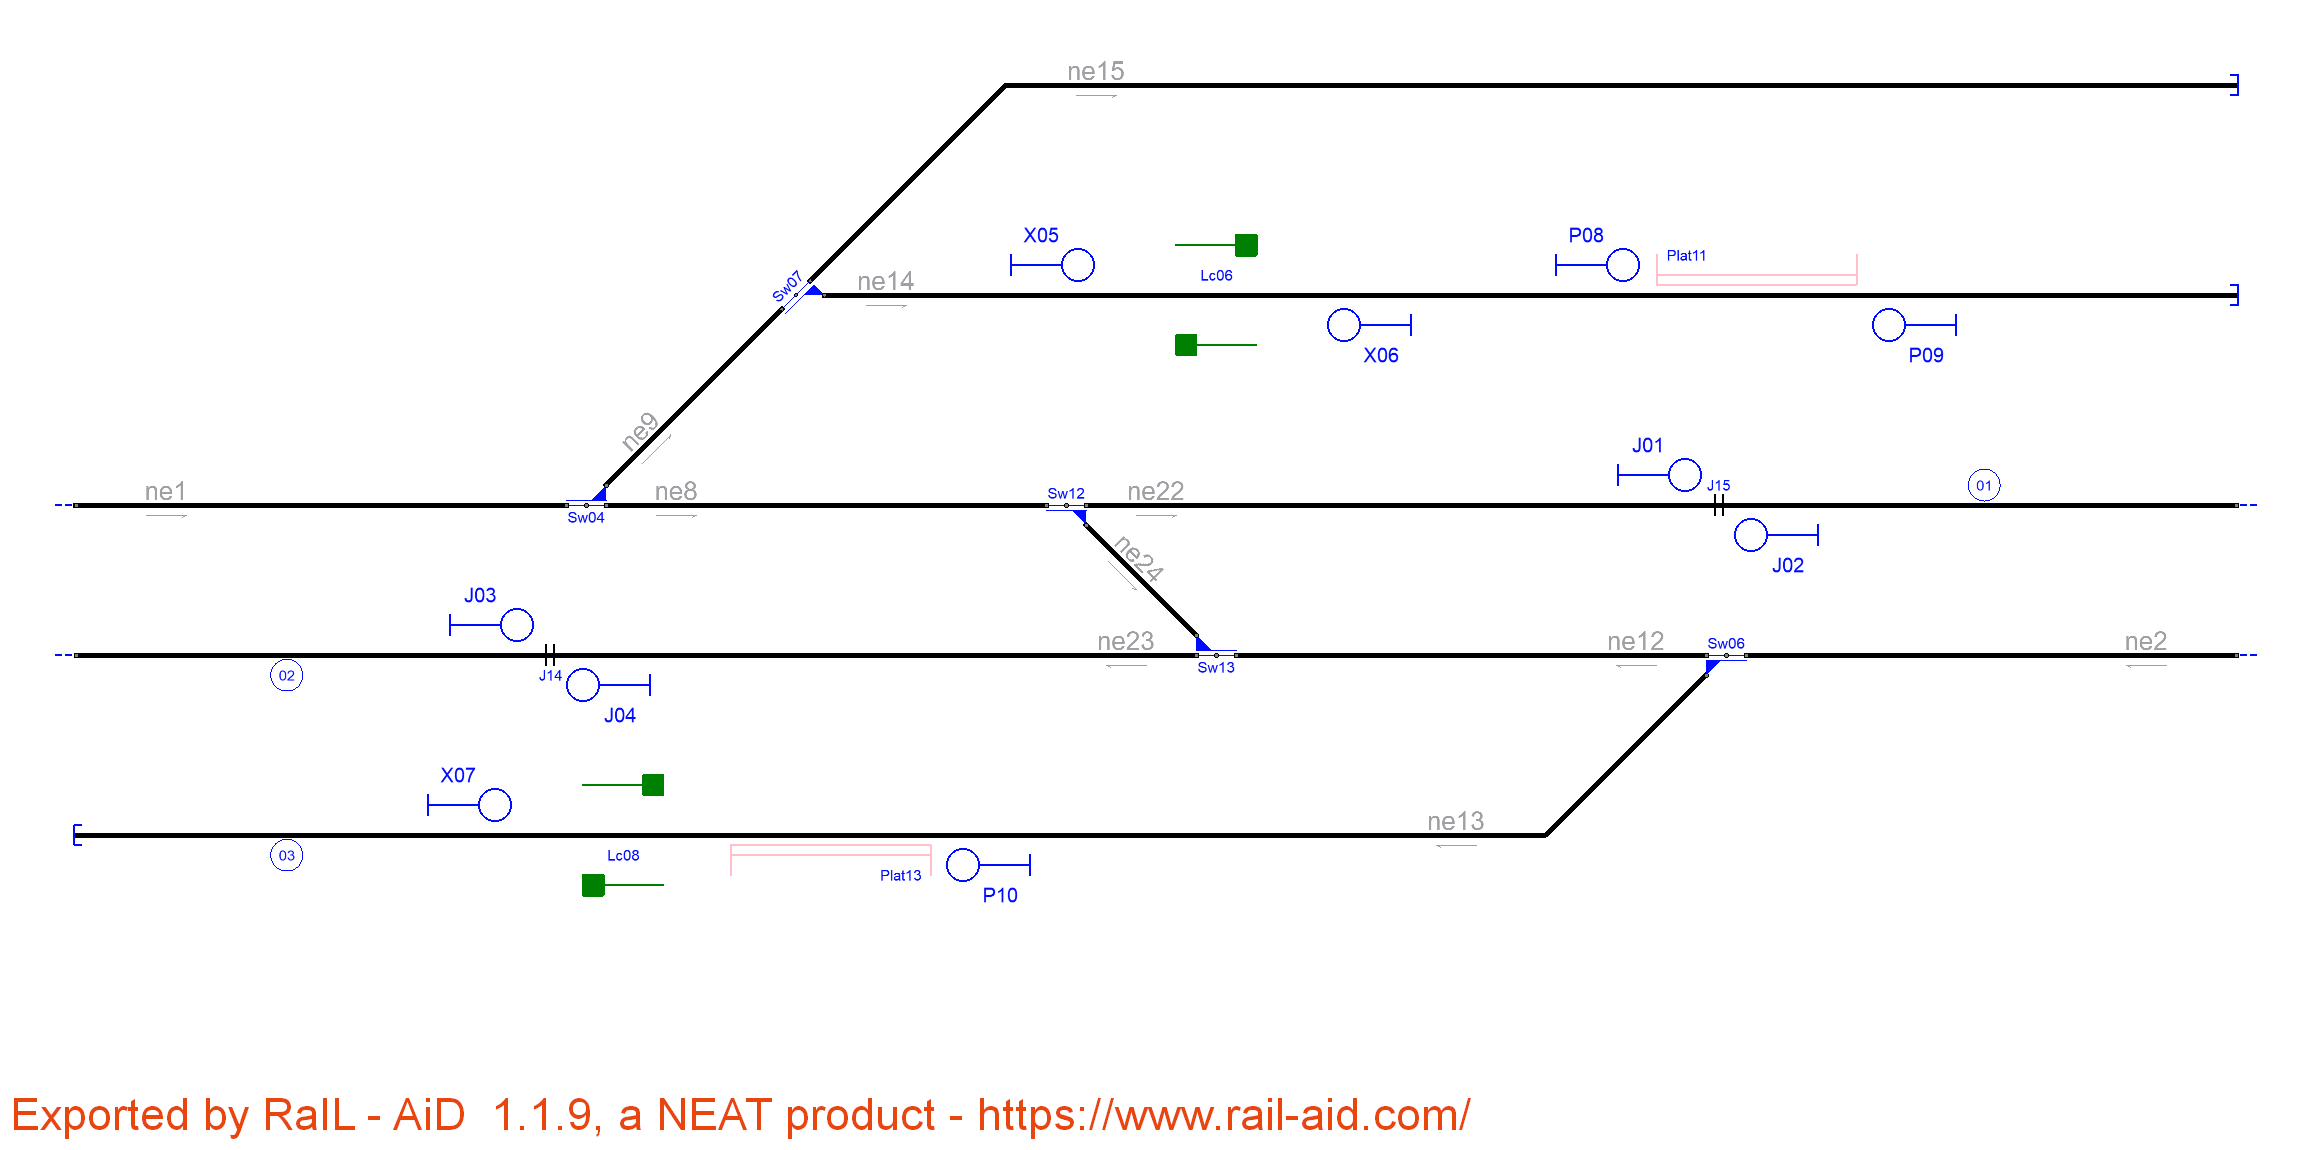 ne15
X05
P08
Plat11
Lc06
Sw07
ne14
X06
P09
ne9
J01
J15
01
ne1
ne8
Sw12
ne22
Sw04
J02
ne24
J03
ne23
ne12
Sw06
ne2
02
J14
Sw13
J04
X07
ne13
03
Lc08
Plat13
P10
Exported by RaIL - AiD 1.1.9, a NEAT product - https://www.rail-aid.com/